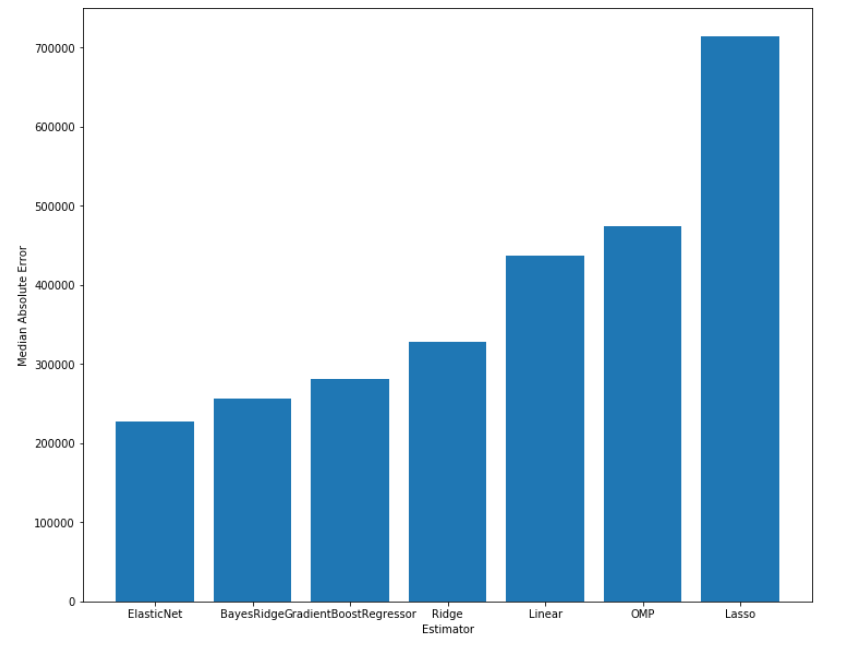 700000
600000
500000
400000
300000
200000
100000
0
Median Absolute Error
ElasticNet BayesRidge GradientBoostRegressor Ridge Linear OMP Lasso
Estimator